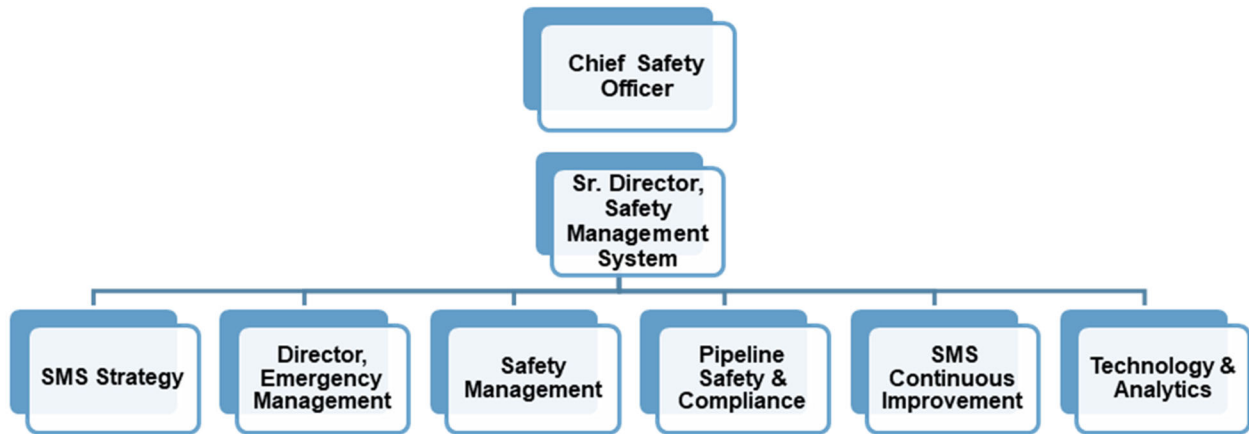 Chief Safety
Officer
Sr. Director,
Safety
Management
System
SMS Strategy
Director,
Emergency
Management
Safety
Management
Pipeline
Safety &
Compliance
SMS
Continuous
Improvement
Technology &
Analytics